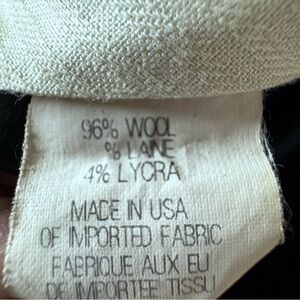 96% WOOL
% LAINE
4% LYCRA
MADE IN USA
OF IMPORTED FABRIC
FABRIQUE AUX EU
DE IMPORTEE TISSU